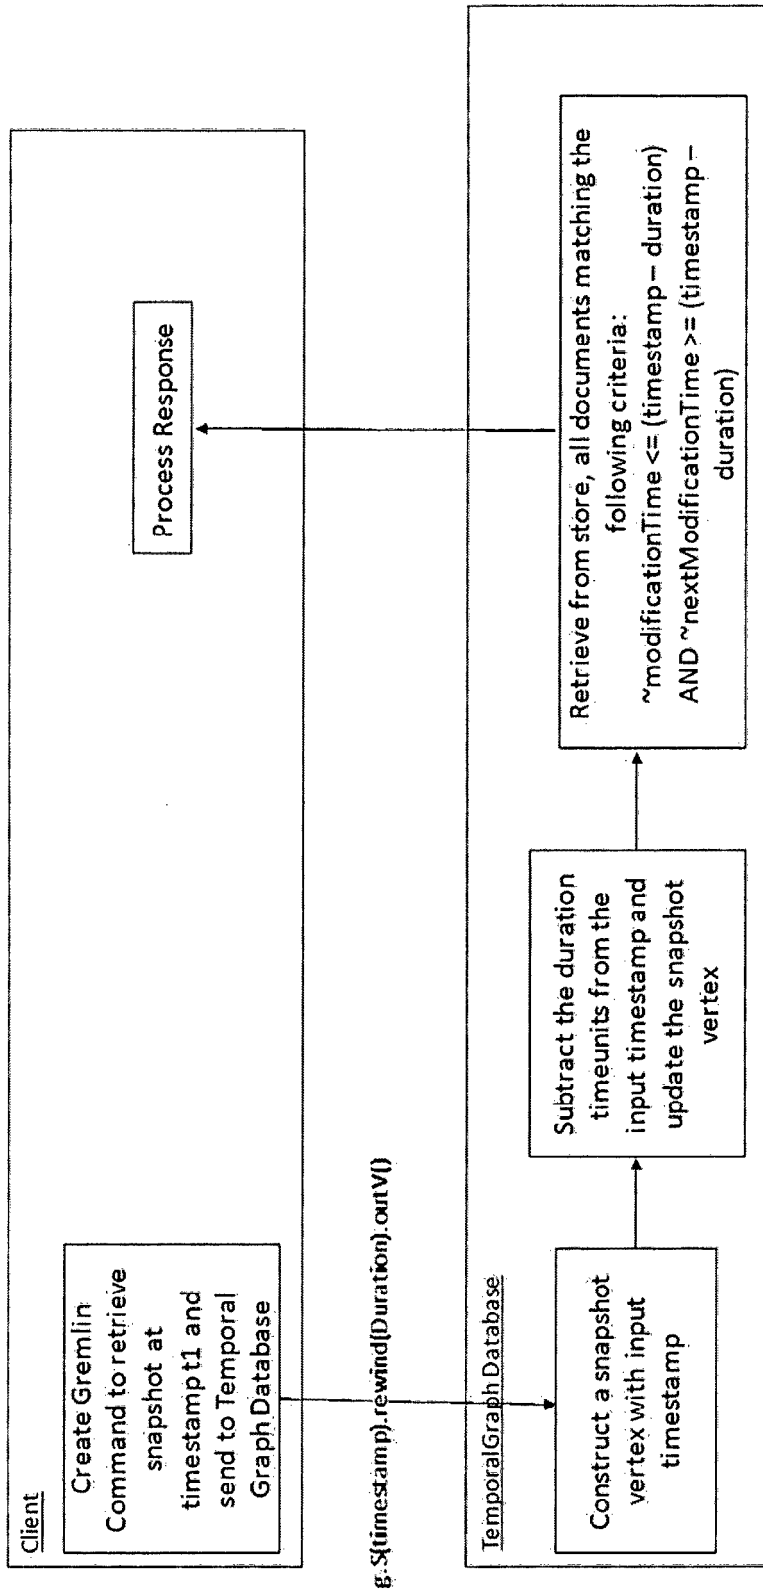 Client
Create Gremlin
Command to retrieve
snapshot at
timestamp t1 and
send to Temporal
Graph Database
Process Response
g.S(timestamp).rewind(Duration).outV()
TemporalGraph Database
Construct a snapshot
vertex with input
timestamp
Subtract the duration
timeunits from the
input timestamp and
update the snapshot
vertex
Retrieve from store, all documents matching the
following criteria:
~modificationTime <= (timestamp – duration)
AND ~nextModificationTime >= (timestamp –
duration)